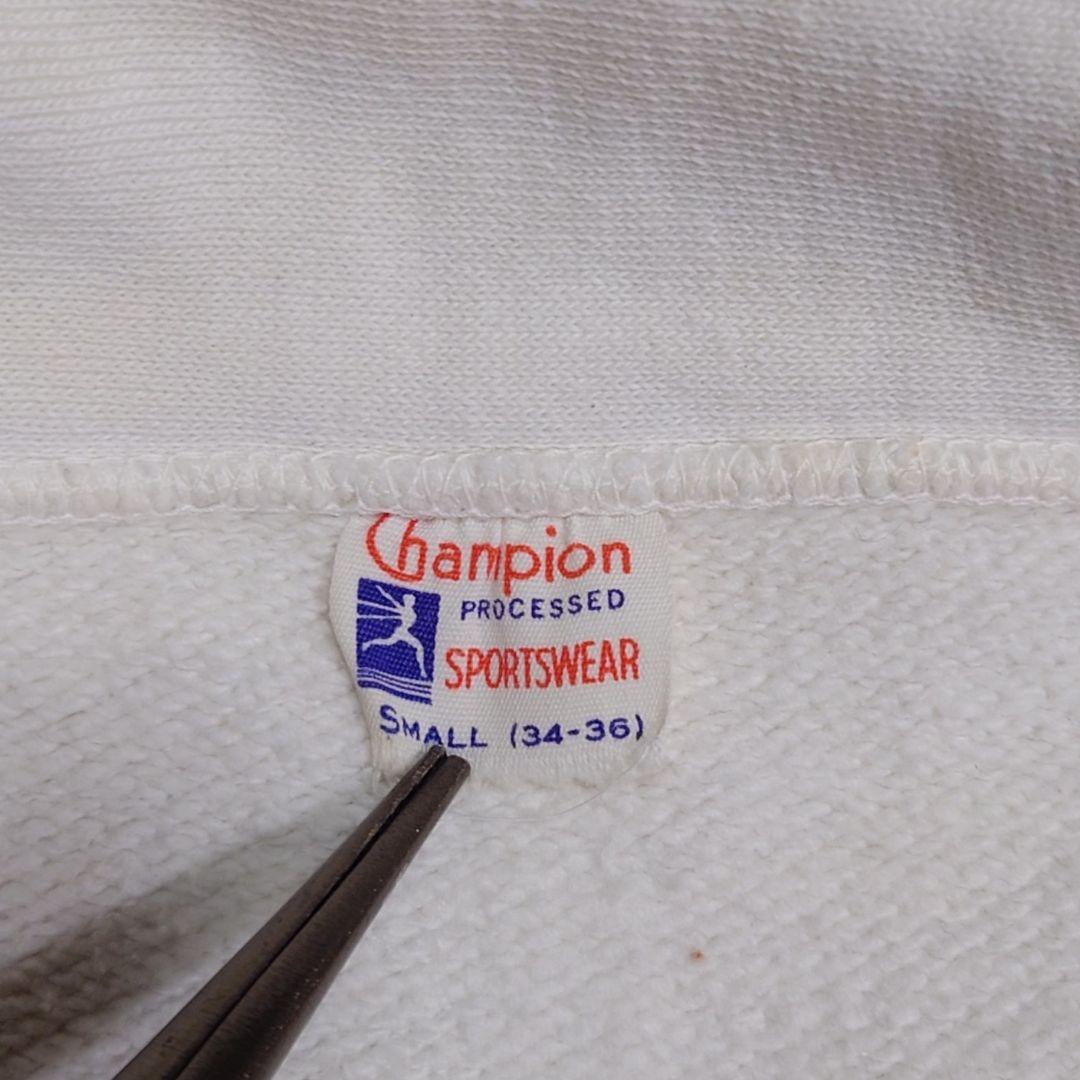 Champion
PROCESSED
SPORTSWEAR
SMALL (34-36)